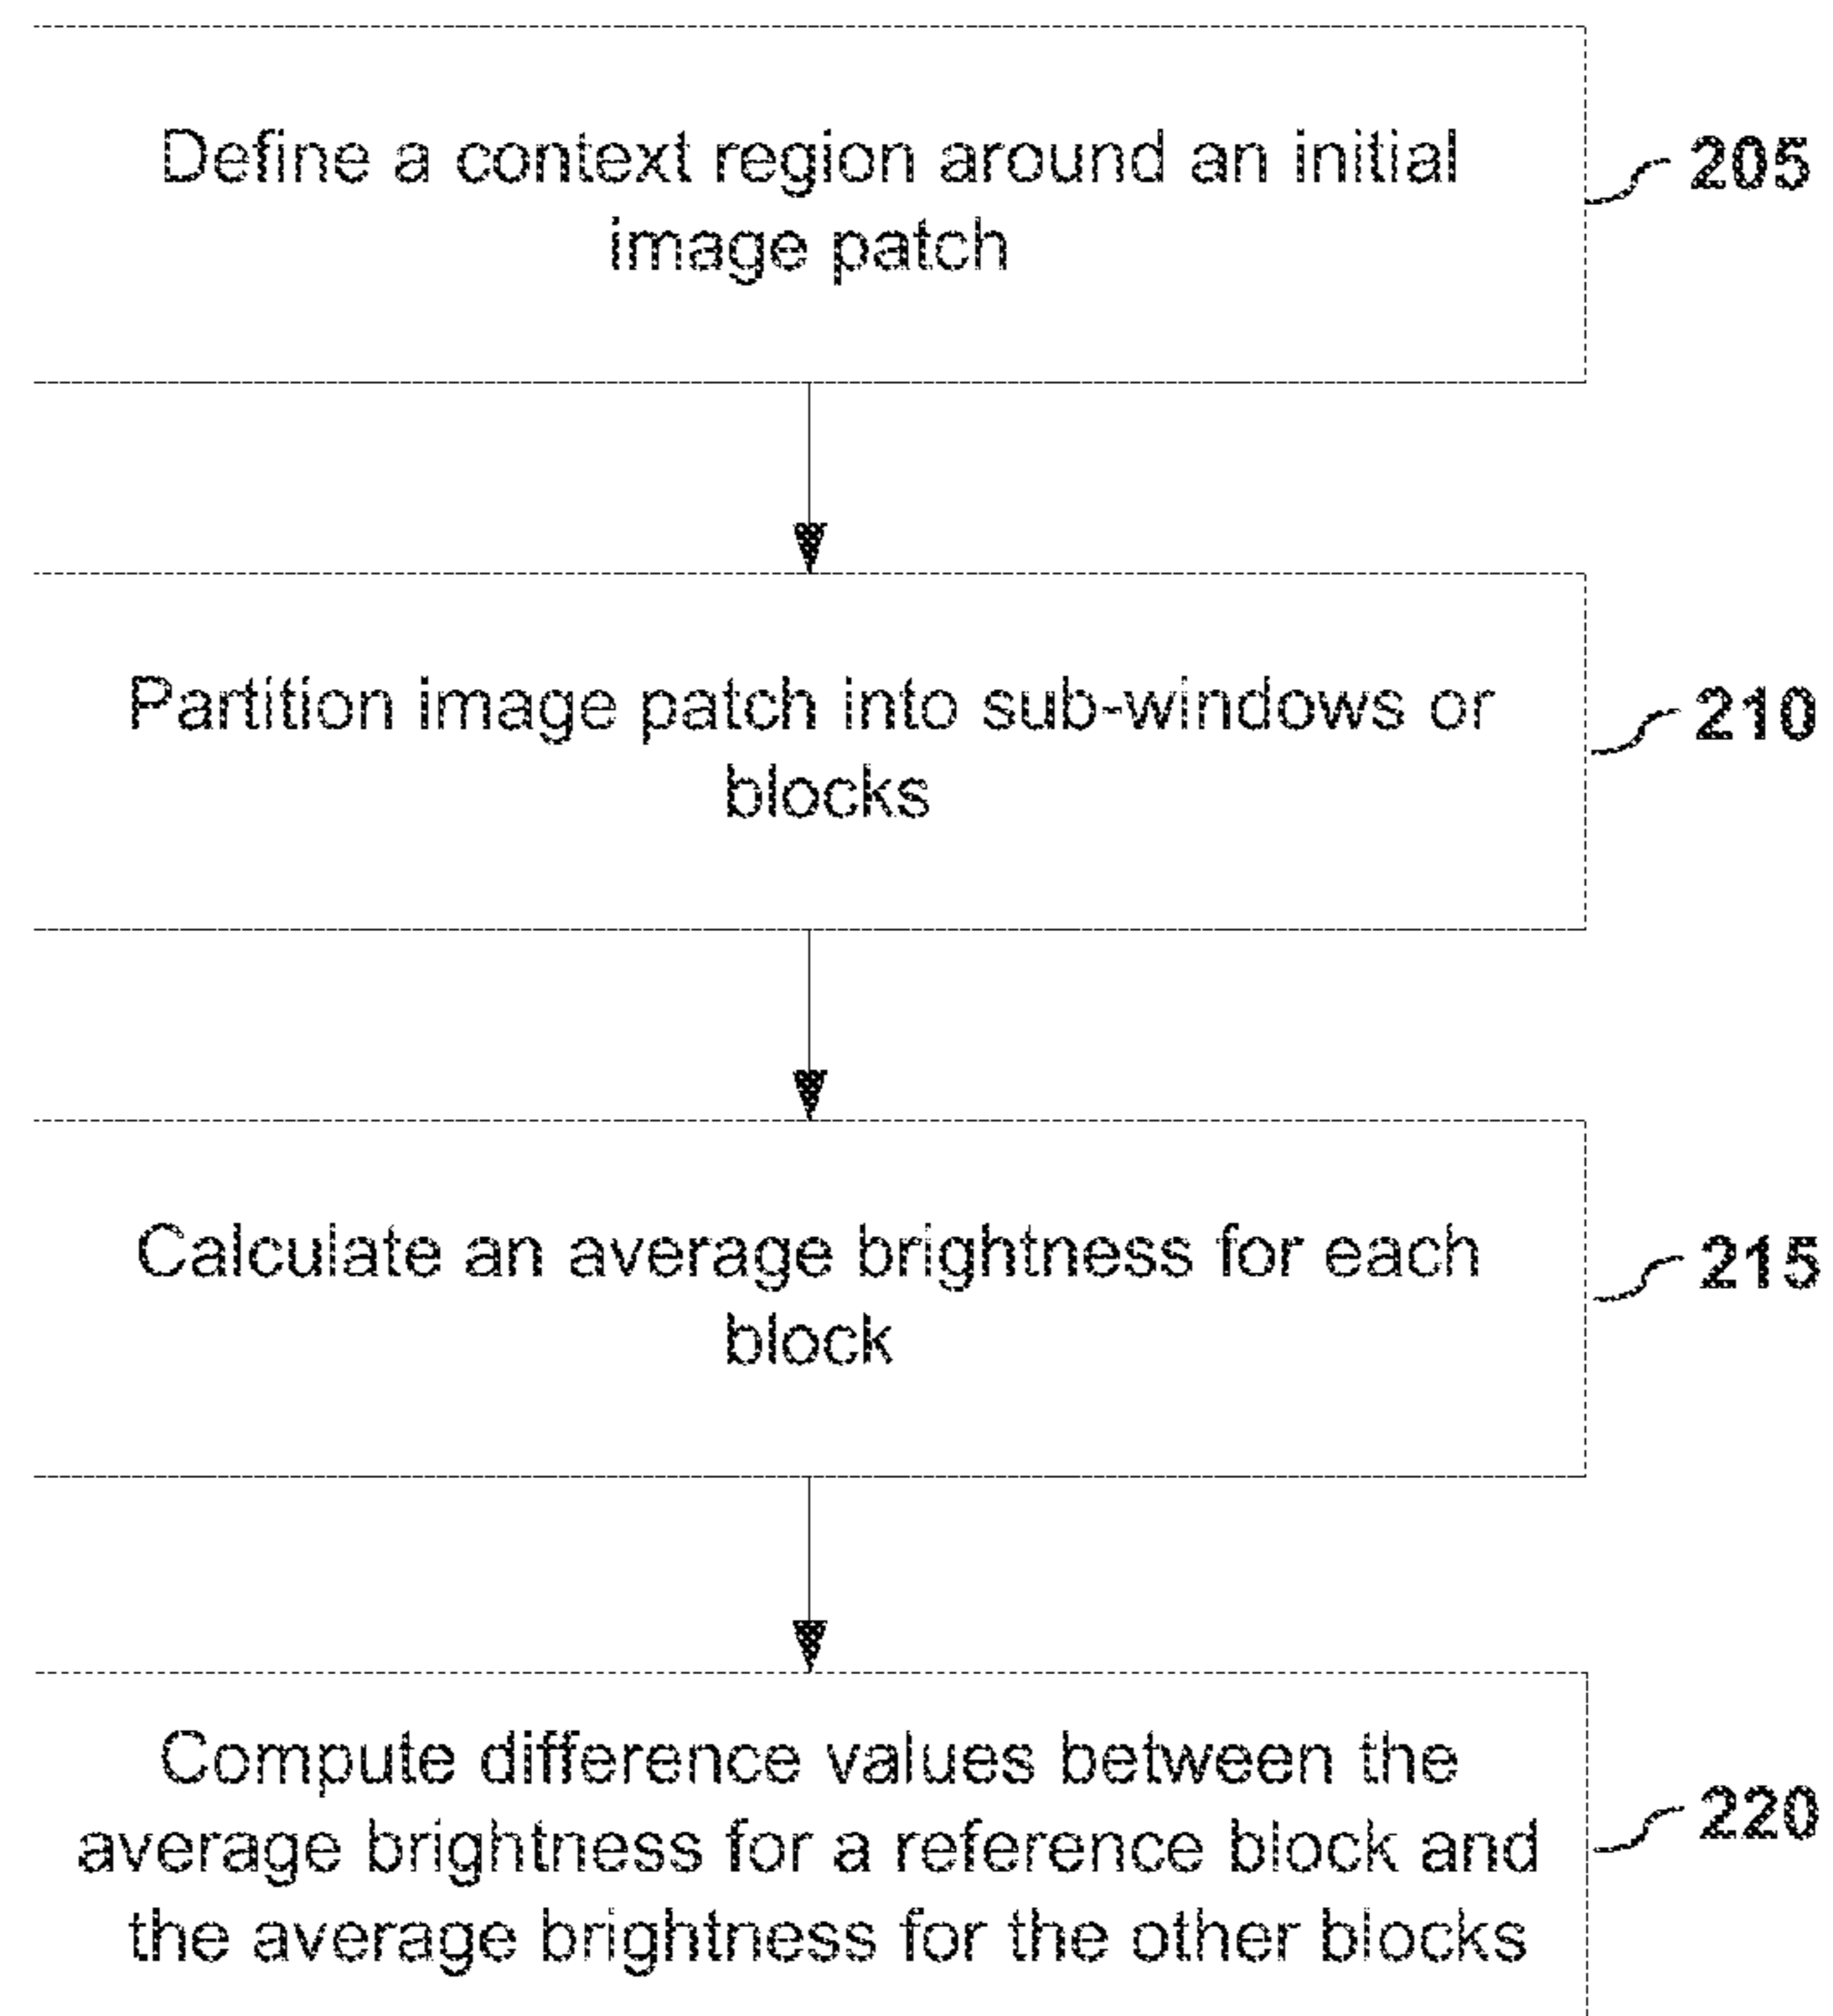 Define a context region around an initial
image patch
205
Partition image patch into sub-windows or
blocks
210
Calculate an average brightness for each
block
215
Compute difference values between the
average brightness for a reference block and
the average brightness for the other blocks
220